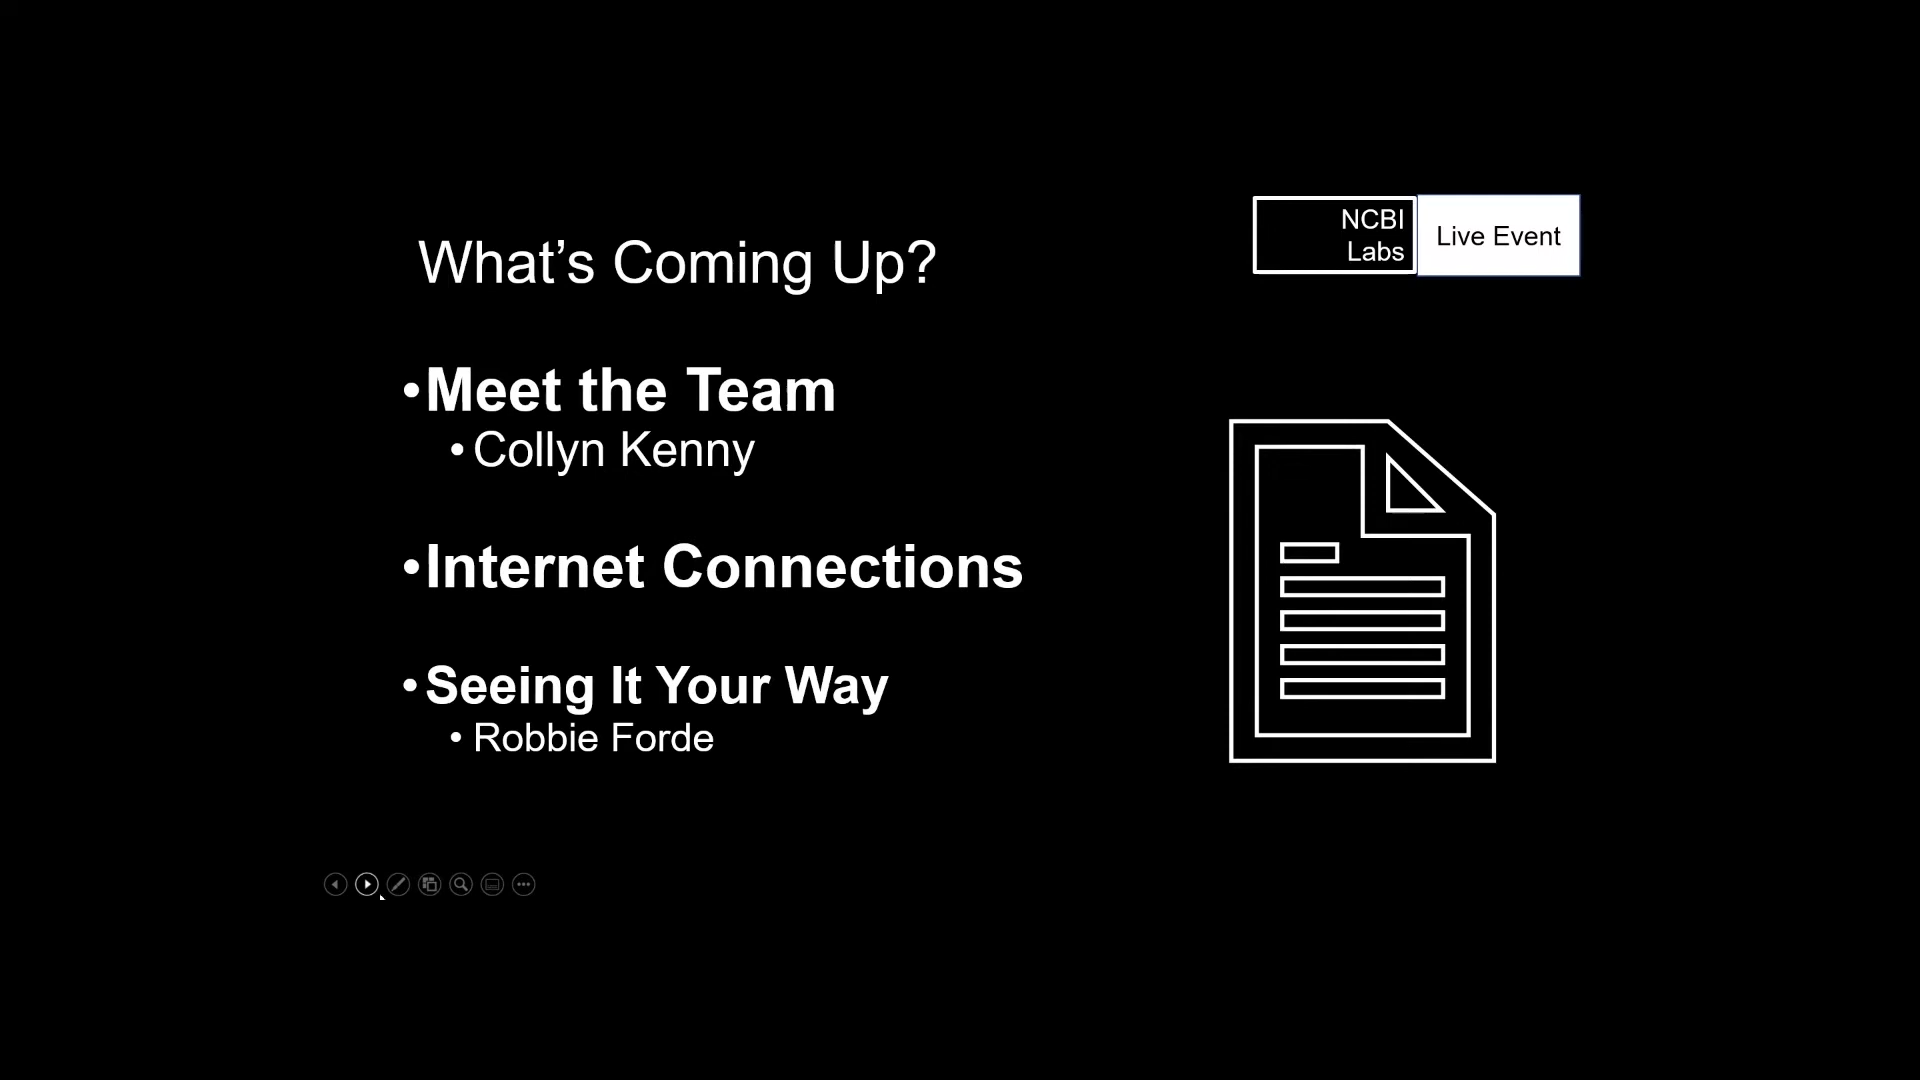 What’s Coming Up?
NCBI
Labs
Live Event
•Meet the Team
• Collyn Kenny
•Internet Connections
• Seeing It Your Way
• Robbie Forde